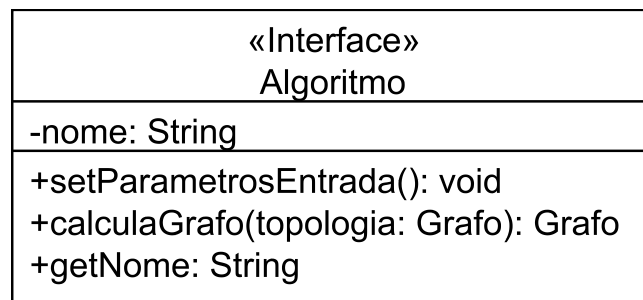 «Interface»
Algoritmo
-nome: String
+setParametrosEntrada(): void
+calculaGrafo(topologia: Grafo): Grafo
+getNome: String